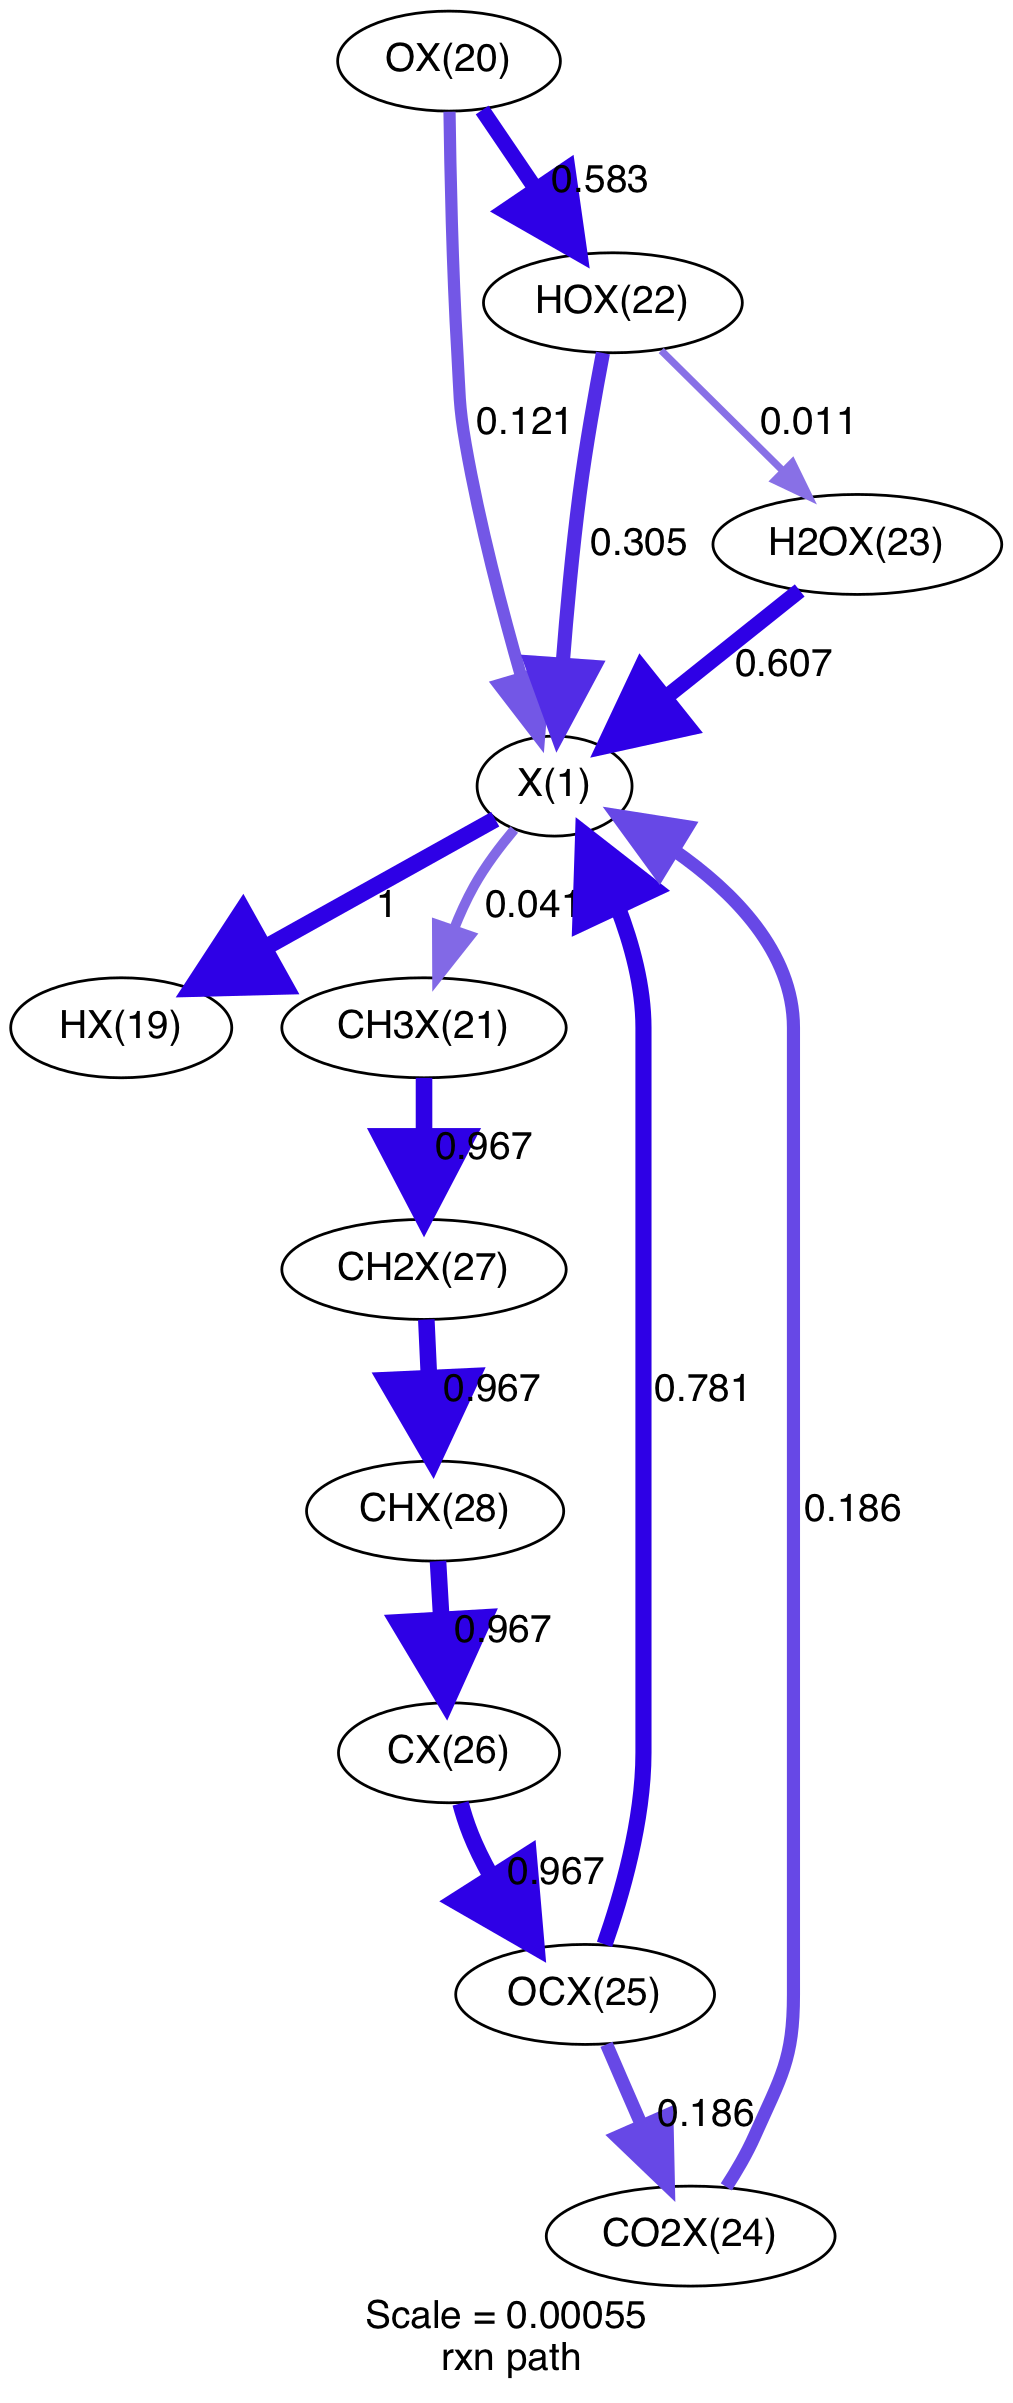 OX(20)
0.583
HOX(22)
0.121
0.011
0.305
H2OX(23)
0.607
X(1)
1
0.041
HX(19)
CH3X(21)
0.967
CH2X(27)
0.967
0.781
CHX(28)
0.186
0.967
CX(26)
0.967
OCX(25)
0.186
CO2X(24)
Scale = 0.00055
rxn path